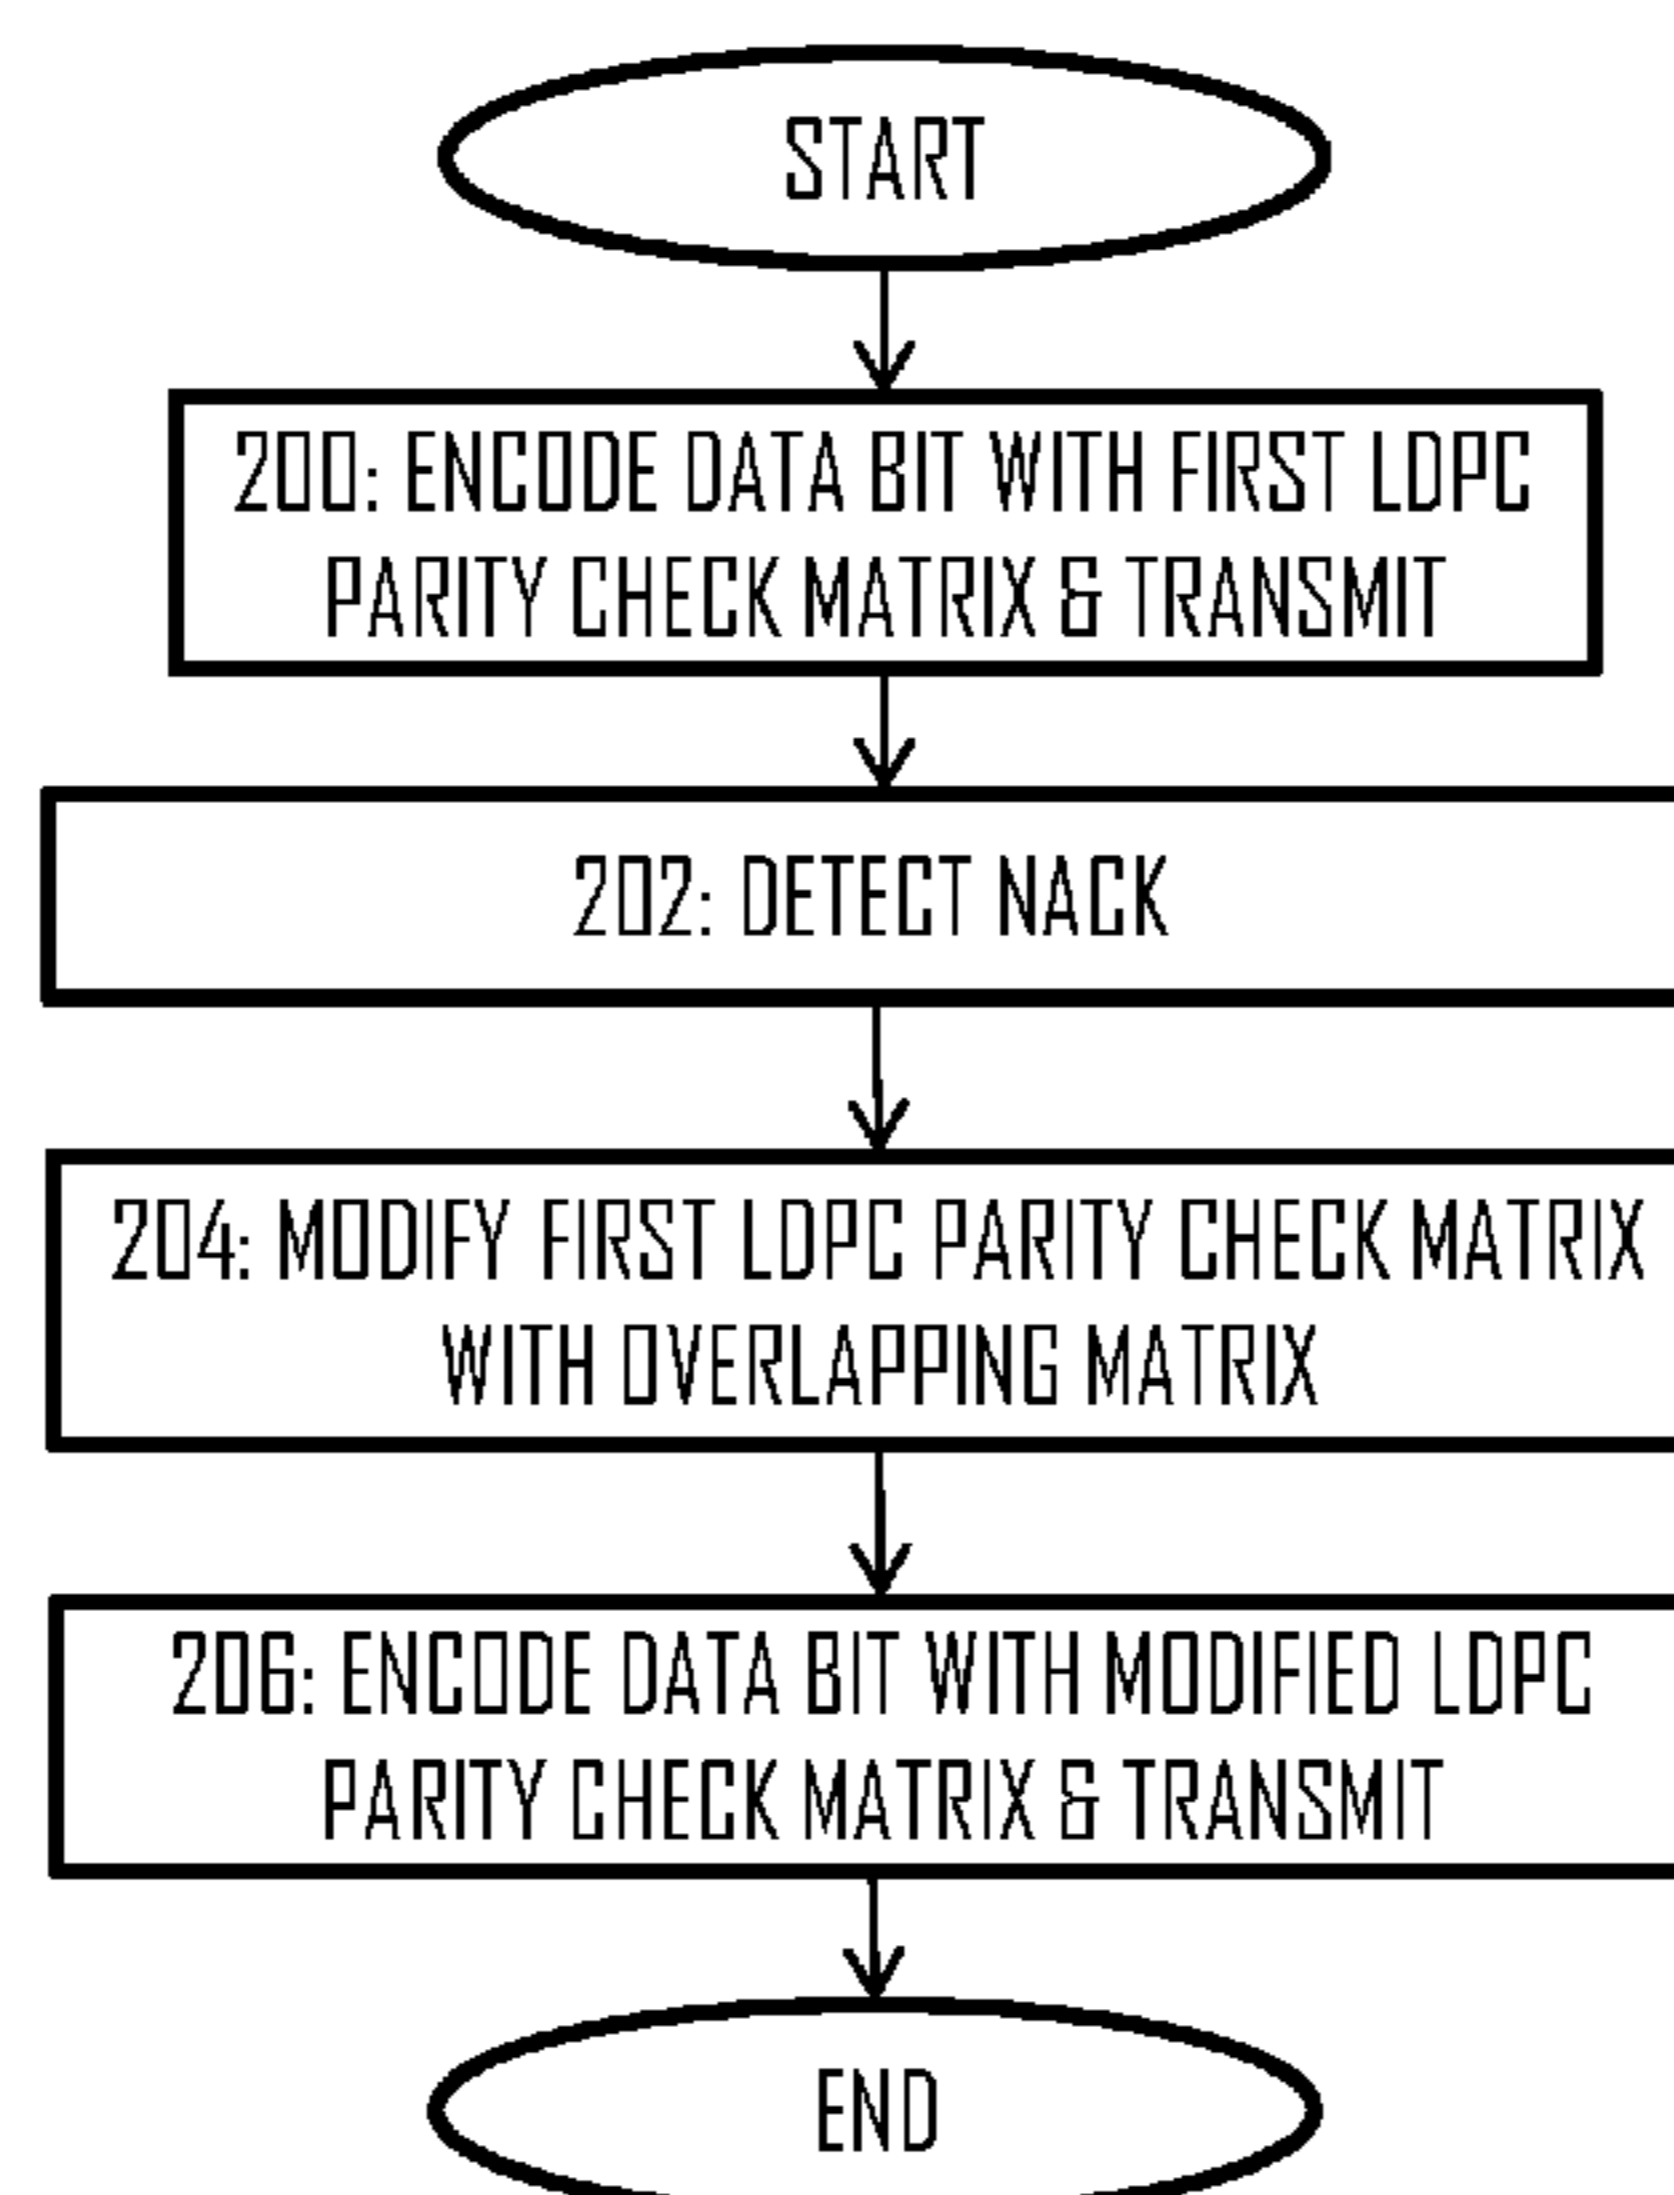 START
200: ENCODE DATA BIT WITH FIRST LDPC
PARITY CHECK MATRIX & TRANSMIT
202: DETECT NACK
204: MODIFY FIRST LDPC PARITY CHECK MATRIX
WITH OVERLAPPING MATRIX
206: ENCODE DATA BIT WITH MODIFIED LDPC
PARITY CHECK MATRIX & TRANSMIT
END